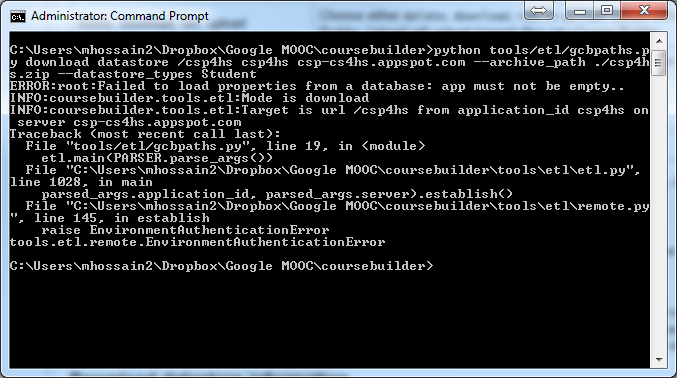 Administrator: Command Prompt
C:\Users\mhossain2\Dropbox\Google MOOC\coursebuilder>python tools/etl/gcbpaths.p
y download datastore /csp4hs csp4hs csp-cs4hs.appspot.com --archive_path ./csp4h
s.zip --datastore_types Student
ERROR:root:Failed to load properties from a database: app must not be empty..
INFO:coursebuilder.tools.etl:Mode is download
INFO:coursebuilder.tools.etl:Target is url /csp4hs from application_id csp4hs on
server csp-cs4hs.appspot.com
Traceback (most recent call last):
File "tools/etl/gcbpaths.py", line 19, in <module>
etl.main(PARSER.parse_args())
File "C:\Users\mhossain2\Dropbox\Google MOOC\coursebuilder\tools\etl\etl.py",
line 1028, in main
parsed_args.application_id, parsed_args.server).establish()
File "C:\Users\mhossain2\Dropbox\Google MOOC\coursebuilder\tools\etl\remote.py
", line 145, in establish
raise EnvironmentAuthenticationError
tools.etl.remote.EnvironmentAuthenticationError
C:\Users\mhossain2\Dropbox\Google MOOC\coursebuilder>